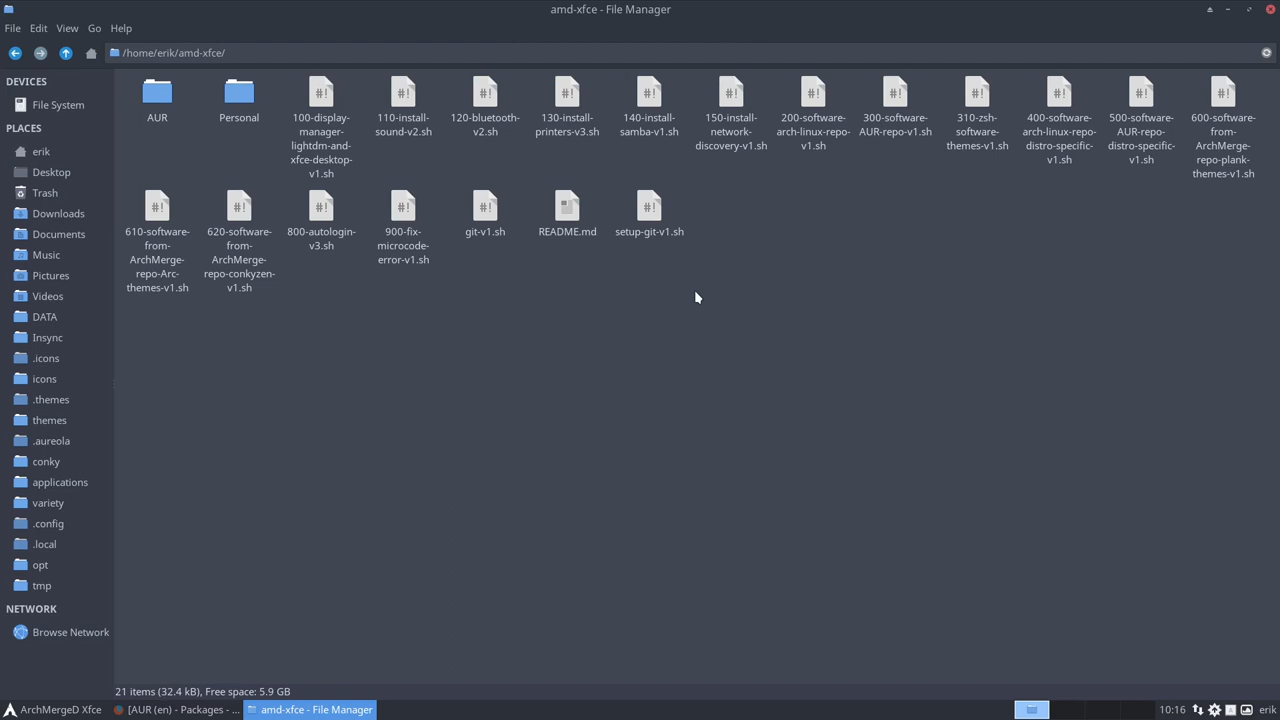 amd-xfce - File Manager
File Edit View Go Help
/home/erik/amd-xfce/
DEVICES
File System
PLACES
erik
Desktop
Trash
Downloads
Documents
Music
Pictures
Videos
DATA
Insync
.icons
icons
.themes
themes
.aureola
conky
applications
variety
.config
.local
opt
tmp
NETWORK
Browse Network
AUR
Personal
100-display-
manager-
lightdm-and-
xfce-desktop-
v1.sh
110-install-
sound-v2.sh
120-bluetooth-
v2.sh
130-install-
printers-v3.sh
140-install-
samba-v1.sh
150-install-
network-
discovery-v1.sh
200-software-
arch-linux-repo-
v1.sh
300-software-
AUR-repo-v1.sh
310-zsh-
software-
themes-v1.sh
400-software-
arch-linux-repo-
distro-specific-
v1.sh
500-software-
AUR-repo-
distro-specific-
v1.sh
600-software-
from-
ArchMerge-
repo-plank-
themes-v1.sh
610-software-
from-
ArchMerge-
repo-Arc-
themes-v1.sh
620-software-
from-
ArchMerge-
repo-conkyzen-
v1.sh
800-autologin-
v3.sh
900-fix-
microcode-
error-v1.sh
git-v1.sh
README.md
setup-git-v1.sh
21 items (32.4 kB), Free space: 5.9 GB
ArchMergeD Xfce [AUR (en) - Packages - ... amd-xfce - File Manager 10:16 erik